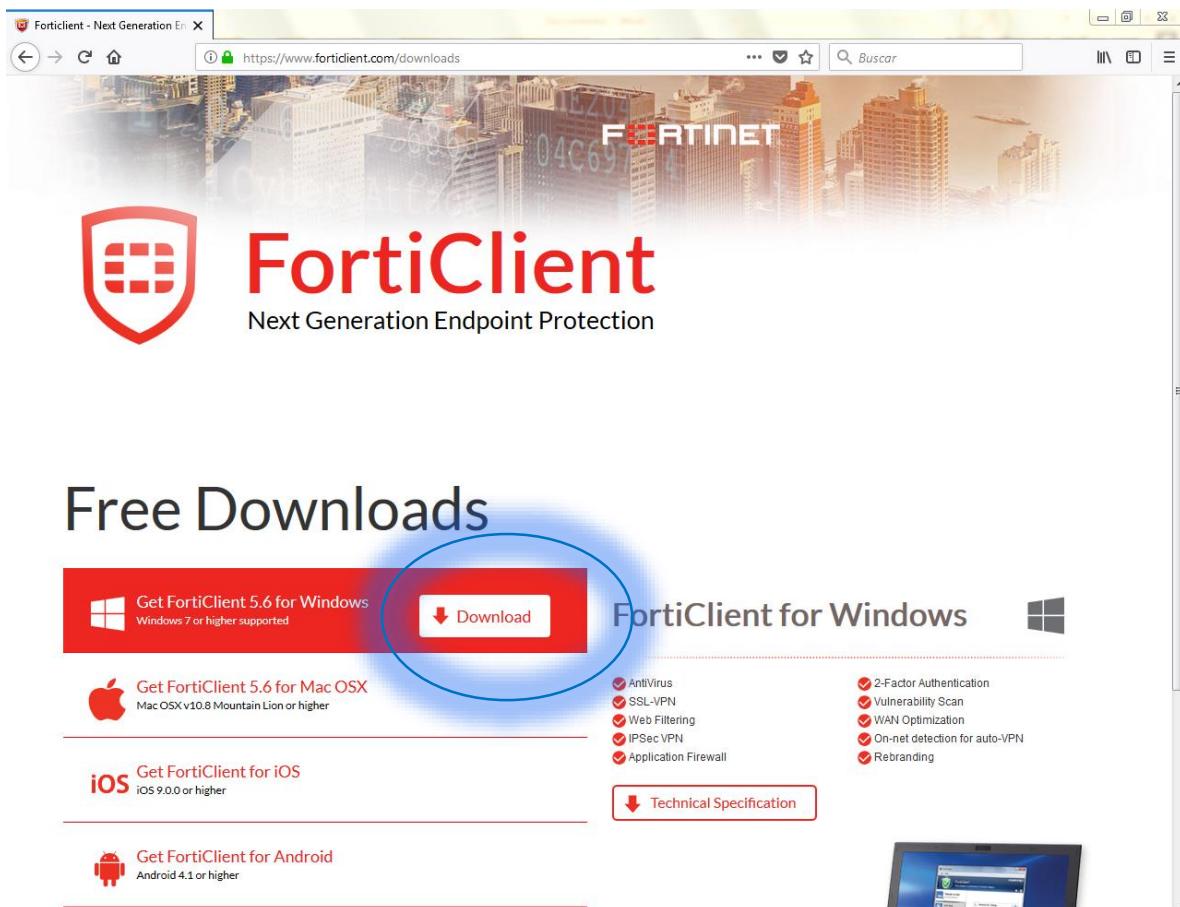 Forticlient - Next Generation En
https://www.forticlient.com/downloads
Buscar
FORTINET
FortiClient
Next Generation Endpoint Protection
Free Downloads
Get FortiClient 5.6 for Windows
Windows 7 or higher supported
Download
Get FortiClient 5.6 for Mac OSX
Mac OSX v10.8 Mountain Lion or higher
iOS
Get FortiClient for iOS
iOS 9.0.0 or higher
Get FortiClient for Android
Android 4.1 or higher
FortiClient for Windows
AntiVirus
SSL-VPN
Web Filtering
IPSec VPN
Application Firewall
2-Factor Authentication
Vulnerability Scan
WAN Optimization
On-net detection for auto-VPN
Rebranding
Technical Specification